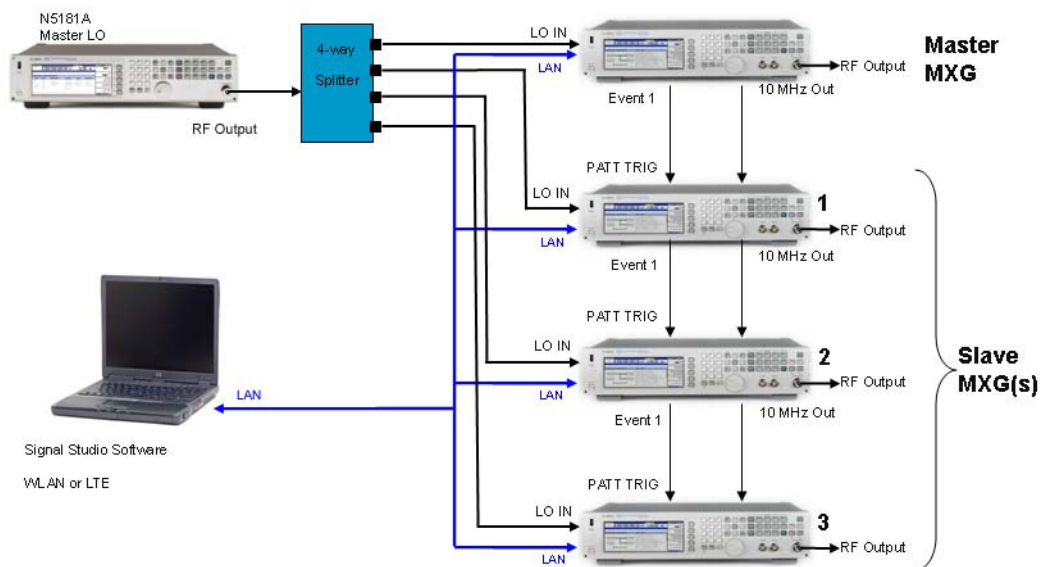 N5181A
Master LO
RF Output
4-way
Splitter
LO IN
LAN
Master
MXG
RF Output
Event 1
10 MHz Out
PATT TRIG
LO IN
1
LAN
RF Output
Event 1
10 MHz Out
PATT TRIG
LO IN
2
LAN
RF Output
Slave
MXG(s)
Event 1
10 MHz Out
LAN
Signal Studio Software
WLAN or LTE
PATT TRIG
LO IN
3
LAN
RF Output